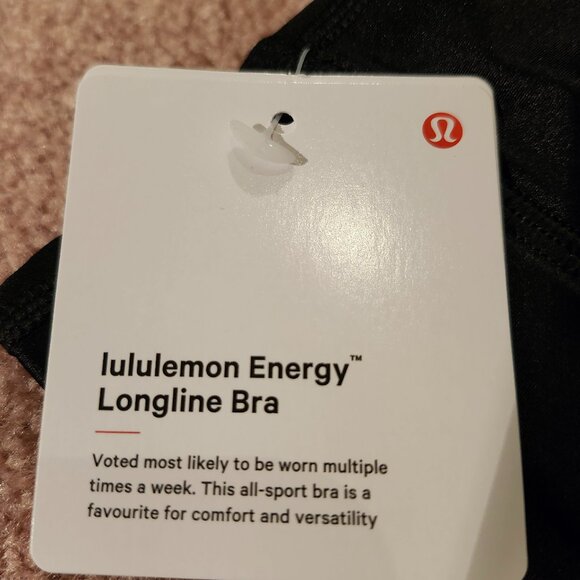 lululemon Energy™
Longline Bra
Voted most likely to be worn multiple
times a week. This all-sport bra is a
favourite for comfort and versatility